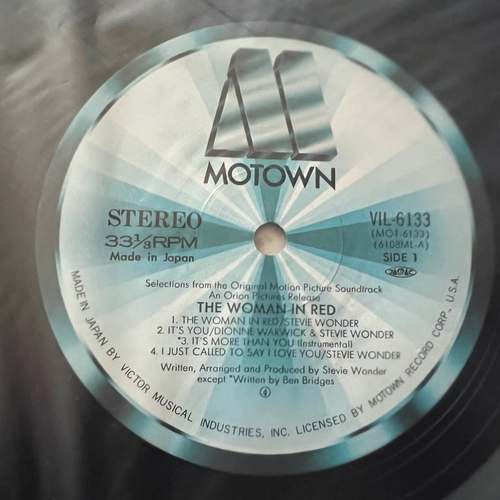 MOTOWN
STEREO
33⅓RPM
Made in Japan
VIL-6133
(MOT-6133)
(6108ML-A)
SIDE 1
Selections from the Original Motion Picture Soundtrack
An Orion Pictures Release
THE WOMAN IN RED
1. THE WOMAN IN RED/STEVIE WONDER
2. IT'S YOU/DIONNE WARWICK & STEVIE WONDER
*3. IT'S MORE THAN YOU (Instrumental)
4. I JUST CALLED TO SAY I LOVE YOU/STEVIE WONDER
Written, Arranged and Produced by Stevie Wonder
except *Written by Ben Bridges
MADE IN JAPAN BY VICTOR MUSICAL INDUSTRIES, INC. LICENSED BY MOTOWN RECORD CORP., U.S.A.